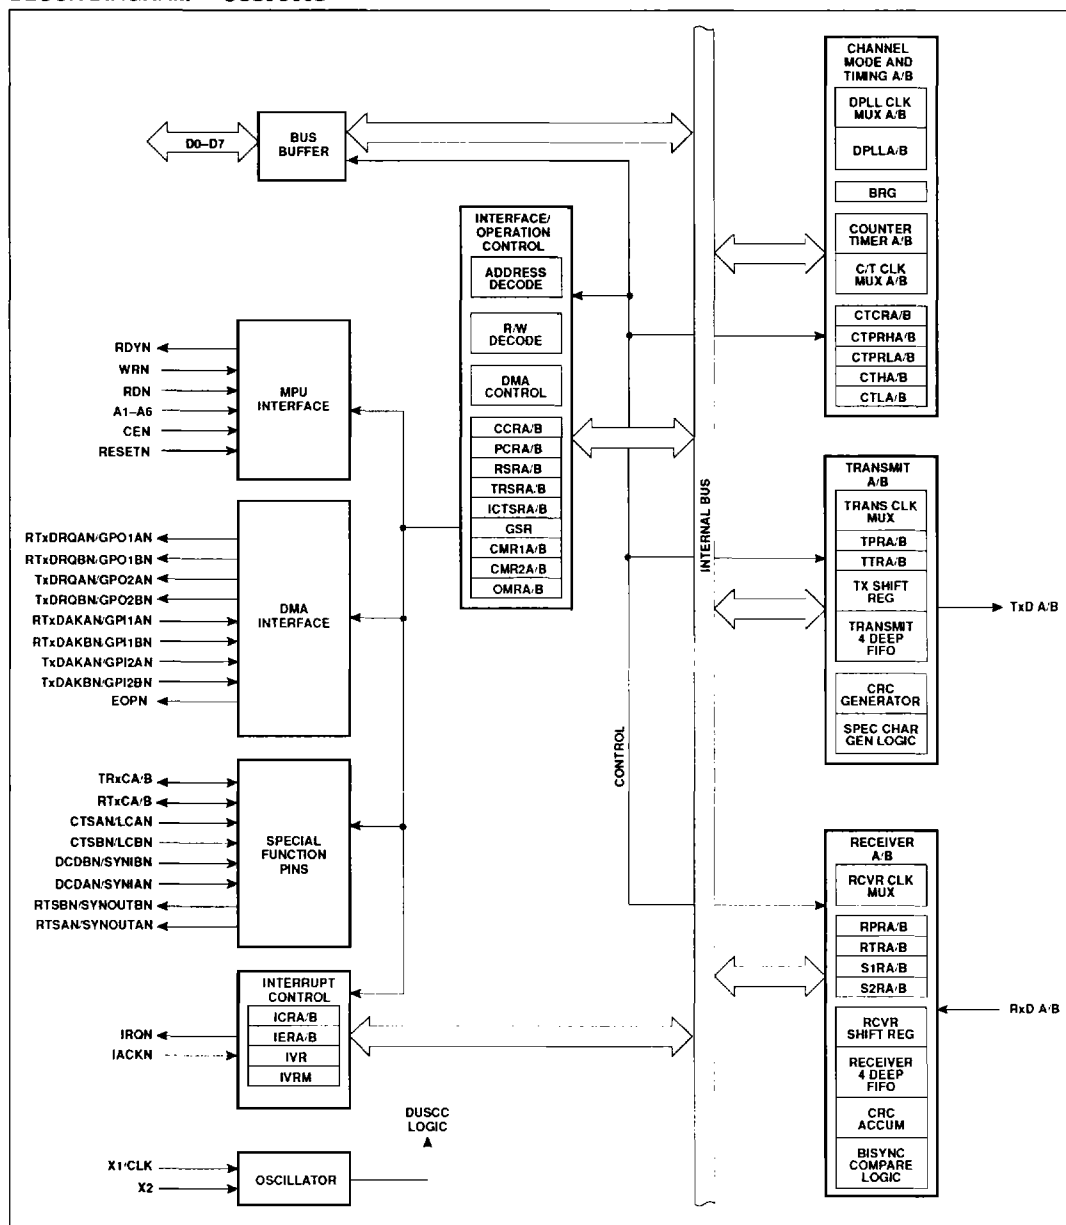 D0–D7
BUS
BUFFER
INTERFACE/
OPERATION
CONTROL
ADDRESS
DECODE
R/W
DECODE
DMA
CONTROL
CCRA/B
PCRA/B
RSRA/B
TRSRA/B
ICTSRA/B
GSR
CMR1A/B
CMR2A/B
OMRA/B
RDYN
WRN
RDN
A1–A6
CEN
RESETN
MPU
INTERFACE
RTxDRQAN/GPO1AN
RTxDRQBN/GPO1BN
TxDRQAN/GPO2AN
TxDRQBN/GPO2BN
RTxDAKAN/GPI1AN
RTxDAKBN/GPI1BN
TxDAKAN/GPI2AN
TxDAKBN/GPI2BN
EOPN
DMA
INTERFACE
TRxCA/B
RTxCA/B
CTSAN/LCAN
CTSBN/LCBN
DCDBN/SYNIBN
DCDAN/SYNIAN
RTSBN/SYNOUTBN
RTSAN/SYNOUTAN
SPECIAL
FUNCTION
PINS
INTERRUPT
CONTROL
ICRA/B
IERA/B
IVR
IVRM
IRQN
IACKN
DUSCC
LOGIC
X1/CLK
X2
OSCILLATOR
CONTROL
INTERNAL BUS
CHANNEL
MODE AND
TIMING A/B
DPLL CLK
MUX A/B
DPLLA/B
BRG
COUNTER
TIMER A/B
C/T CLK
MUX A/B
CTCRA/B
CTPRHA/B
CTPRLA/B
CTHA/B
CTLA/B
TRANSMIT
A/B
TRANS CLK
MUX
TPRA/B
TTRA/B
TX SHIFT
REG
TRANSMIT
4 DEEP
FIFO
CRC
GENERATOR
SPEC CHAR
GEN LOGIC
TxD A/B
RECEIVER
A/B
RCVR CLK
MUX
RPRA/B
RTRA/B
S1RA/B
S2RA/B
RCVR
SHIFT REG
RECEIVER
4 DEEP
FIFO
CRC
ACCUM
BISYNC
COMPARE
LOGIC
RxD A/B